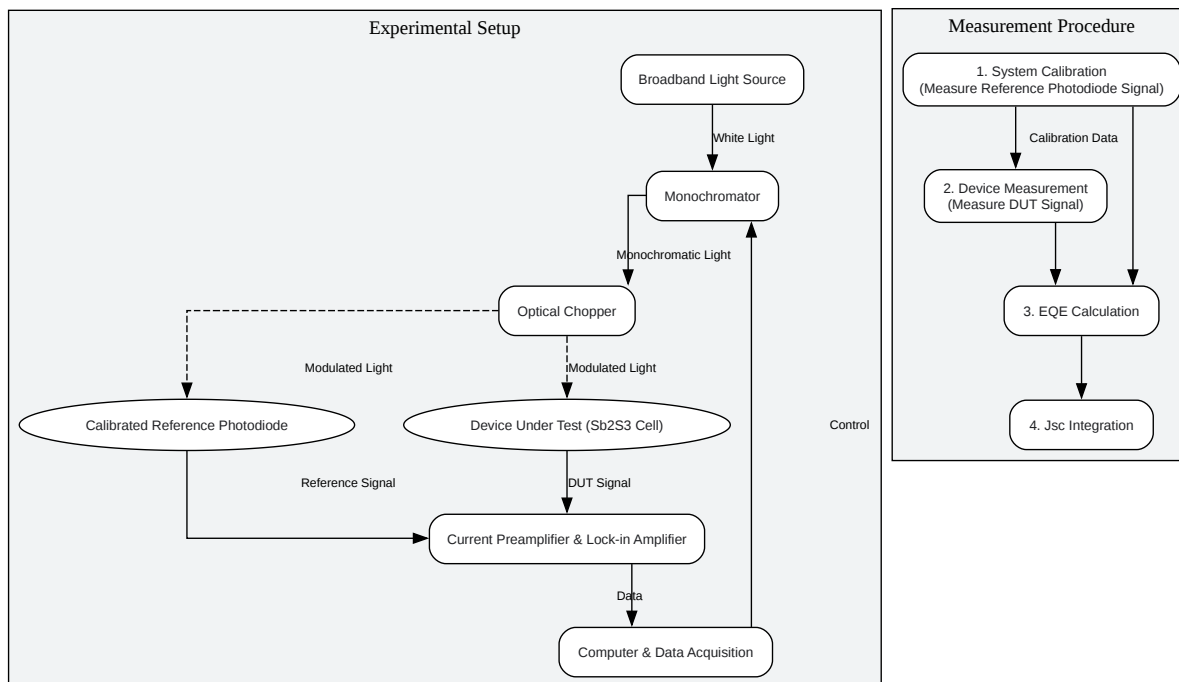 Experimental Setup
Broadband Light Source
White Light
Monochromator
Monochromatic Light
Optical Chopper
Modulated Light
Modulated Light
Calibrated Reference Photodiode
Device Under Test (Sb2S3 Cell)
Control
Reference Signal
DUT Signal
Current Preamplifier & Lock-in Amplifier
Data
Computer & Data Acquisition
Measurement Procedure
1. System Calibration
(Measure Reference Photodiode Signal)
Calibration Data
2. Device Measurement
(Measure DUT Signal)
3. EQE Calculation
4. Jsc Integration